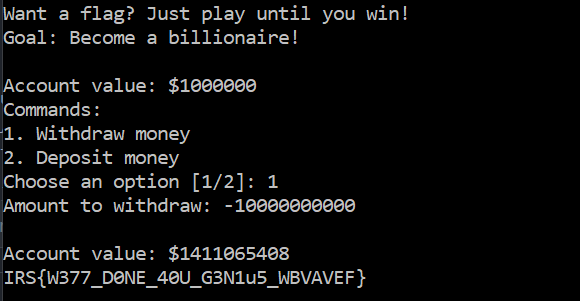 Want a flag? Just play until you win!
Goal: Become a billionaire!
Account value: $1000000
Commands:
1. Withdraw money
2. Deposit money
Choose an option [1/2]: 1
Amount to withdraw: -10000000000
Account value: $1411065408
IRS{W377_D0NE_40U_G3N1u5_WBVAVEF}